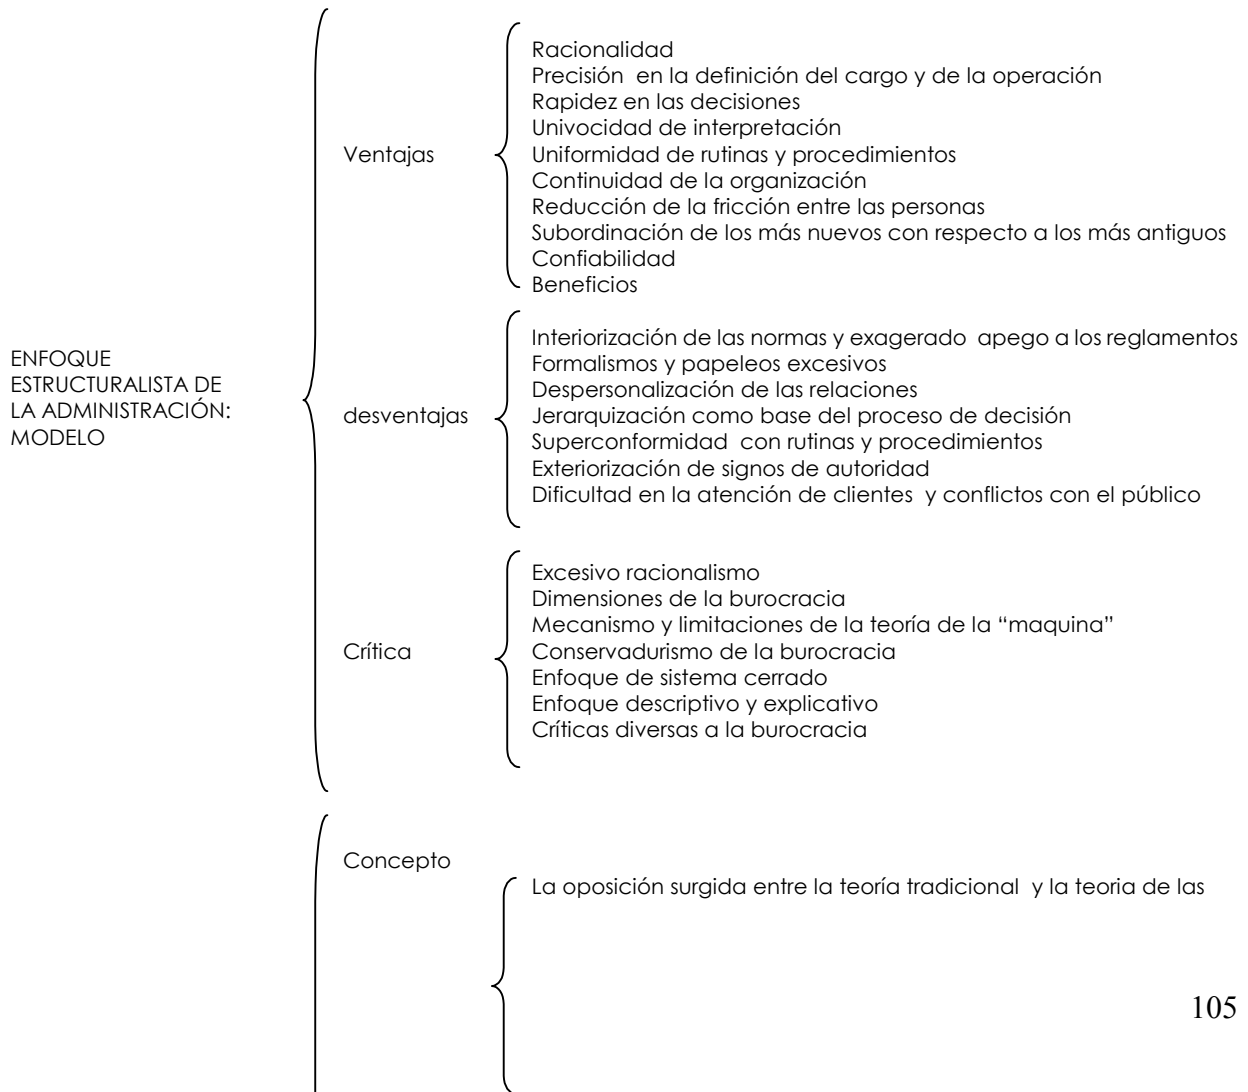 Ventajas
Racionalidad
Precisión en la definición del cargo y de la operación
Rapidez en las decisiones
Univocidad de interpretación
Uniformidad de rutinas y procedimientos
Continuidad de la organización
Reducción de la fricción entre las personas
Subordinación de los más nuevos con respecto a los más antiguos
Confiabilidad
Beneficios
ENFOQUE
ESTRUCTURALISTA DE
LA ADMINISTRACIÓN:
MODELO
desventajas
Interiorización de las normas y exagerado apego a los reglamentos
Formalismos y papeleos excesivos
Despersonalización de las relaciones
Jerarquización como base del proceso de decisión
Superconformidad con rutinas y procedimientos
Exteriorización de signos de autoridad
Dificultad en la atención de clientes y conflictos con el público
Crítica
Excesivo racionalismo
Dimensiones de la burocracia
Mecanismo y limitaciones de la teoría de la “maquina”
Conservadurismo de la burocracia
Enfoque de sistema cerrado
Enfoque descriptivo y explicativo
Críticas diversas a la burocracia
Concepto
La oposición surgida entre la teoría tradicional y la teoria de las
105